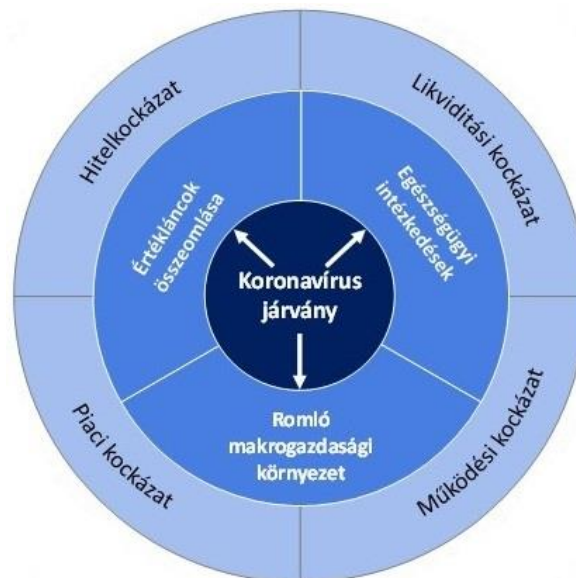 Hitelkockázat
Likviditási kockázat
Értékláncok
összeomlása
Egészségügyi
intézkedések
Koronavírus
járvány
Romló
makrogazdasági
környezet
Piaci kockázat
Működési kockázat